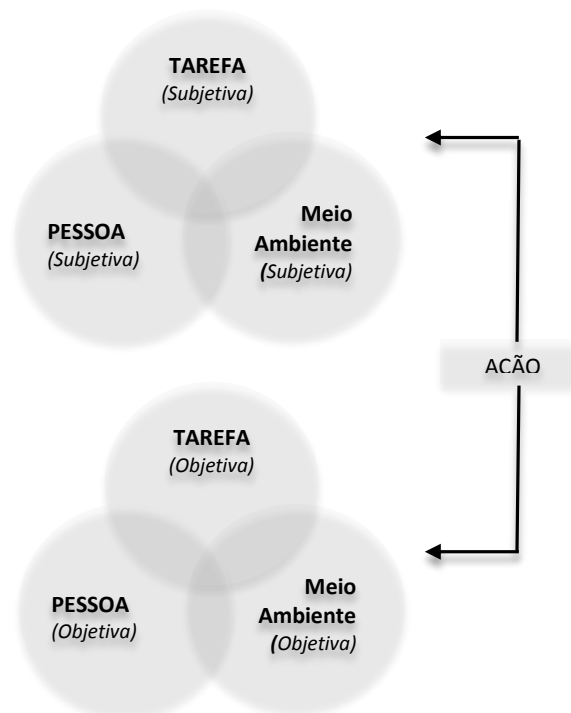 TAREFA
(Subjetiva)
PESSOA
(Subjetiva)
Meio
Ambiente
(Subjetiva)
AÇÃO
TAREFA
(Objetiva)
PESSOA
(Objetiva)
Meio
Ambiente
(Objetiva)